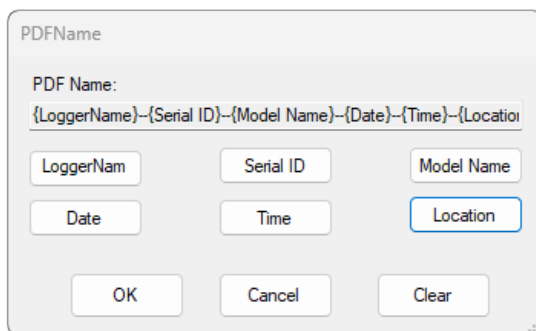 PDFName
PDF Name:
{LoggerName}--{Serial ID}--{Model Name}--{Date}--{Time}--{Location
LoggerNam Serial ID Model Name
Date Time Location
OK Cancel Clear